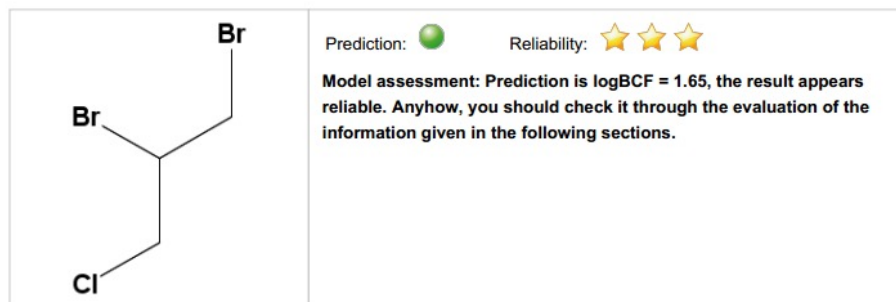 Br
Br
Cl
Prediction:
Reliability:
Model assessment: Prediction is logBCF = 1.65, the result appears
reliable. Anyhow, you should check it through the evaluation of the
information given in the following sections.